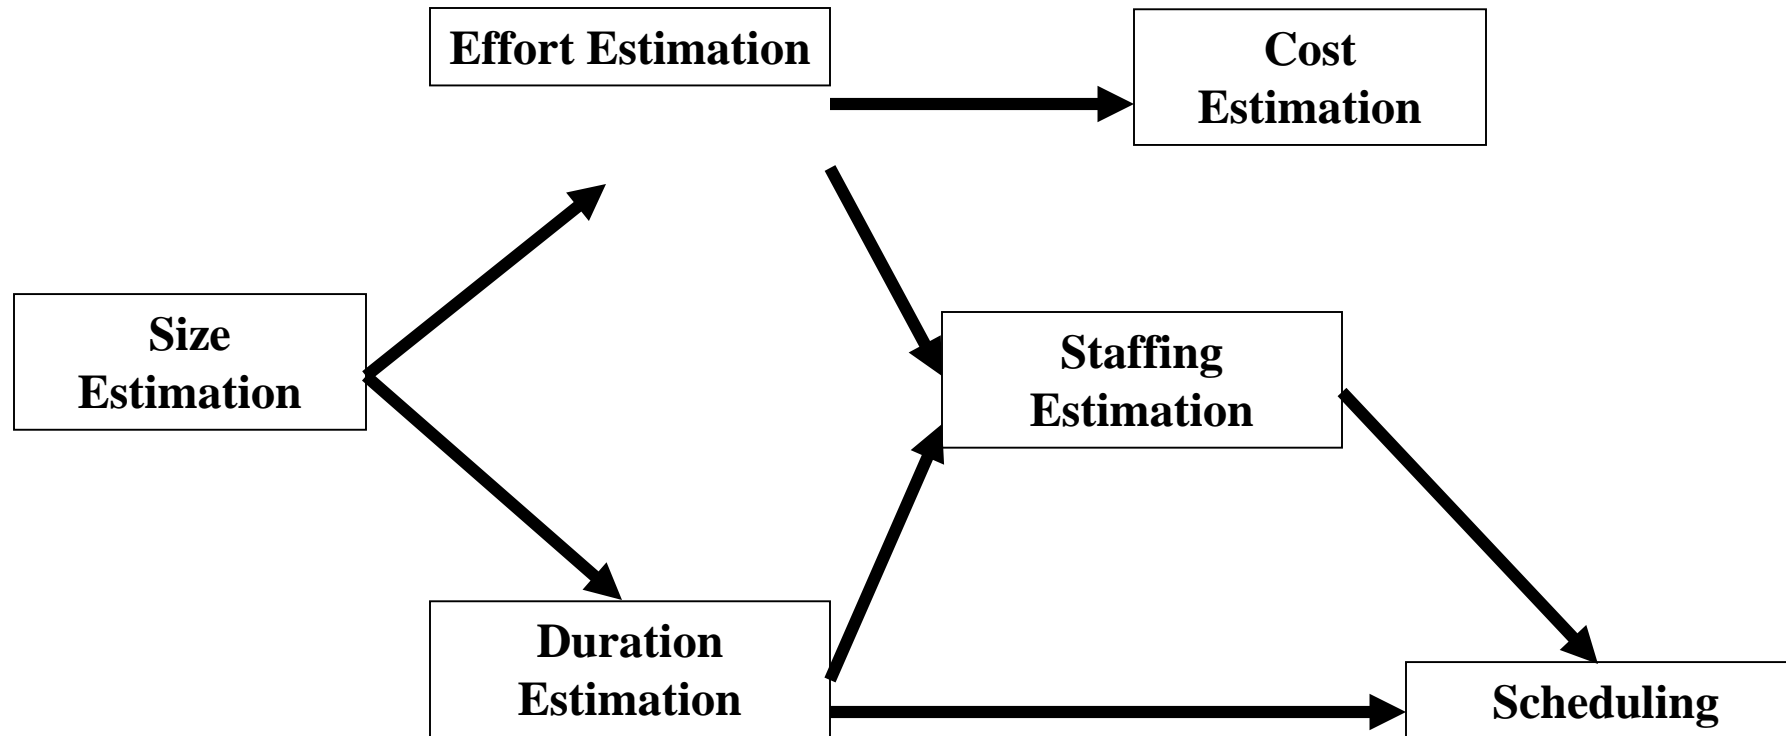 Effort Estimation
Cost
Estimation
Size
Estimation
Staffing
Estimation
Duration
Estimation
Scheduling